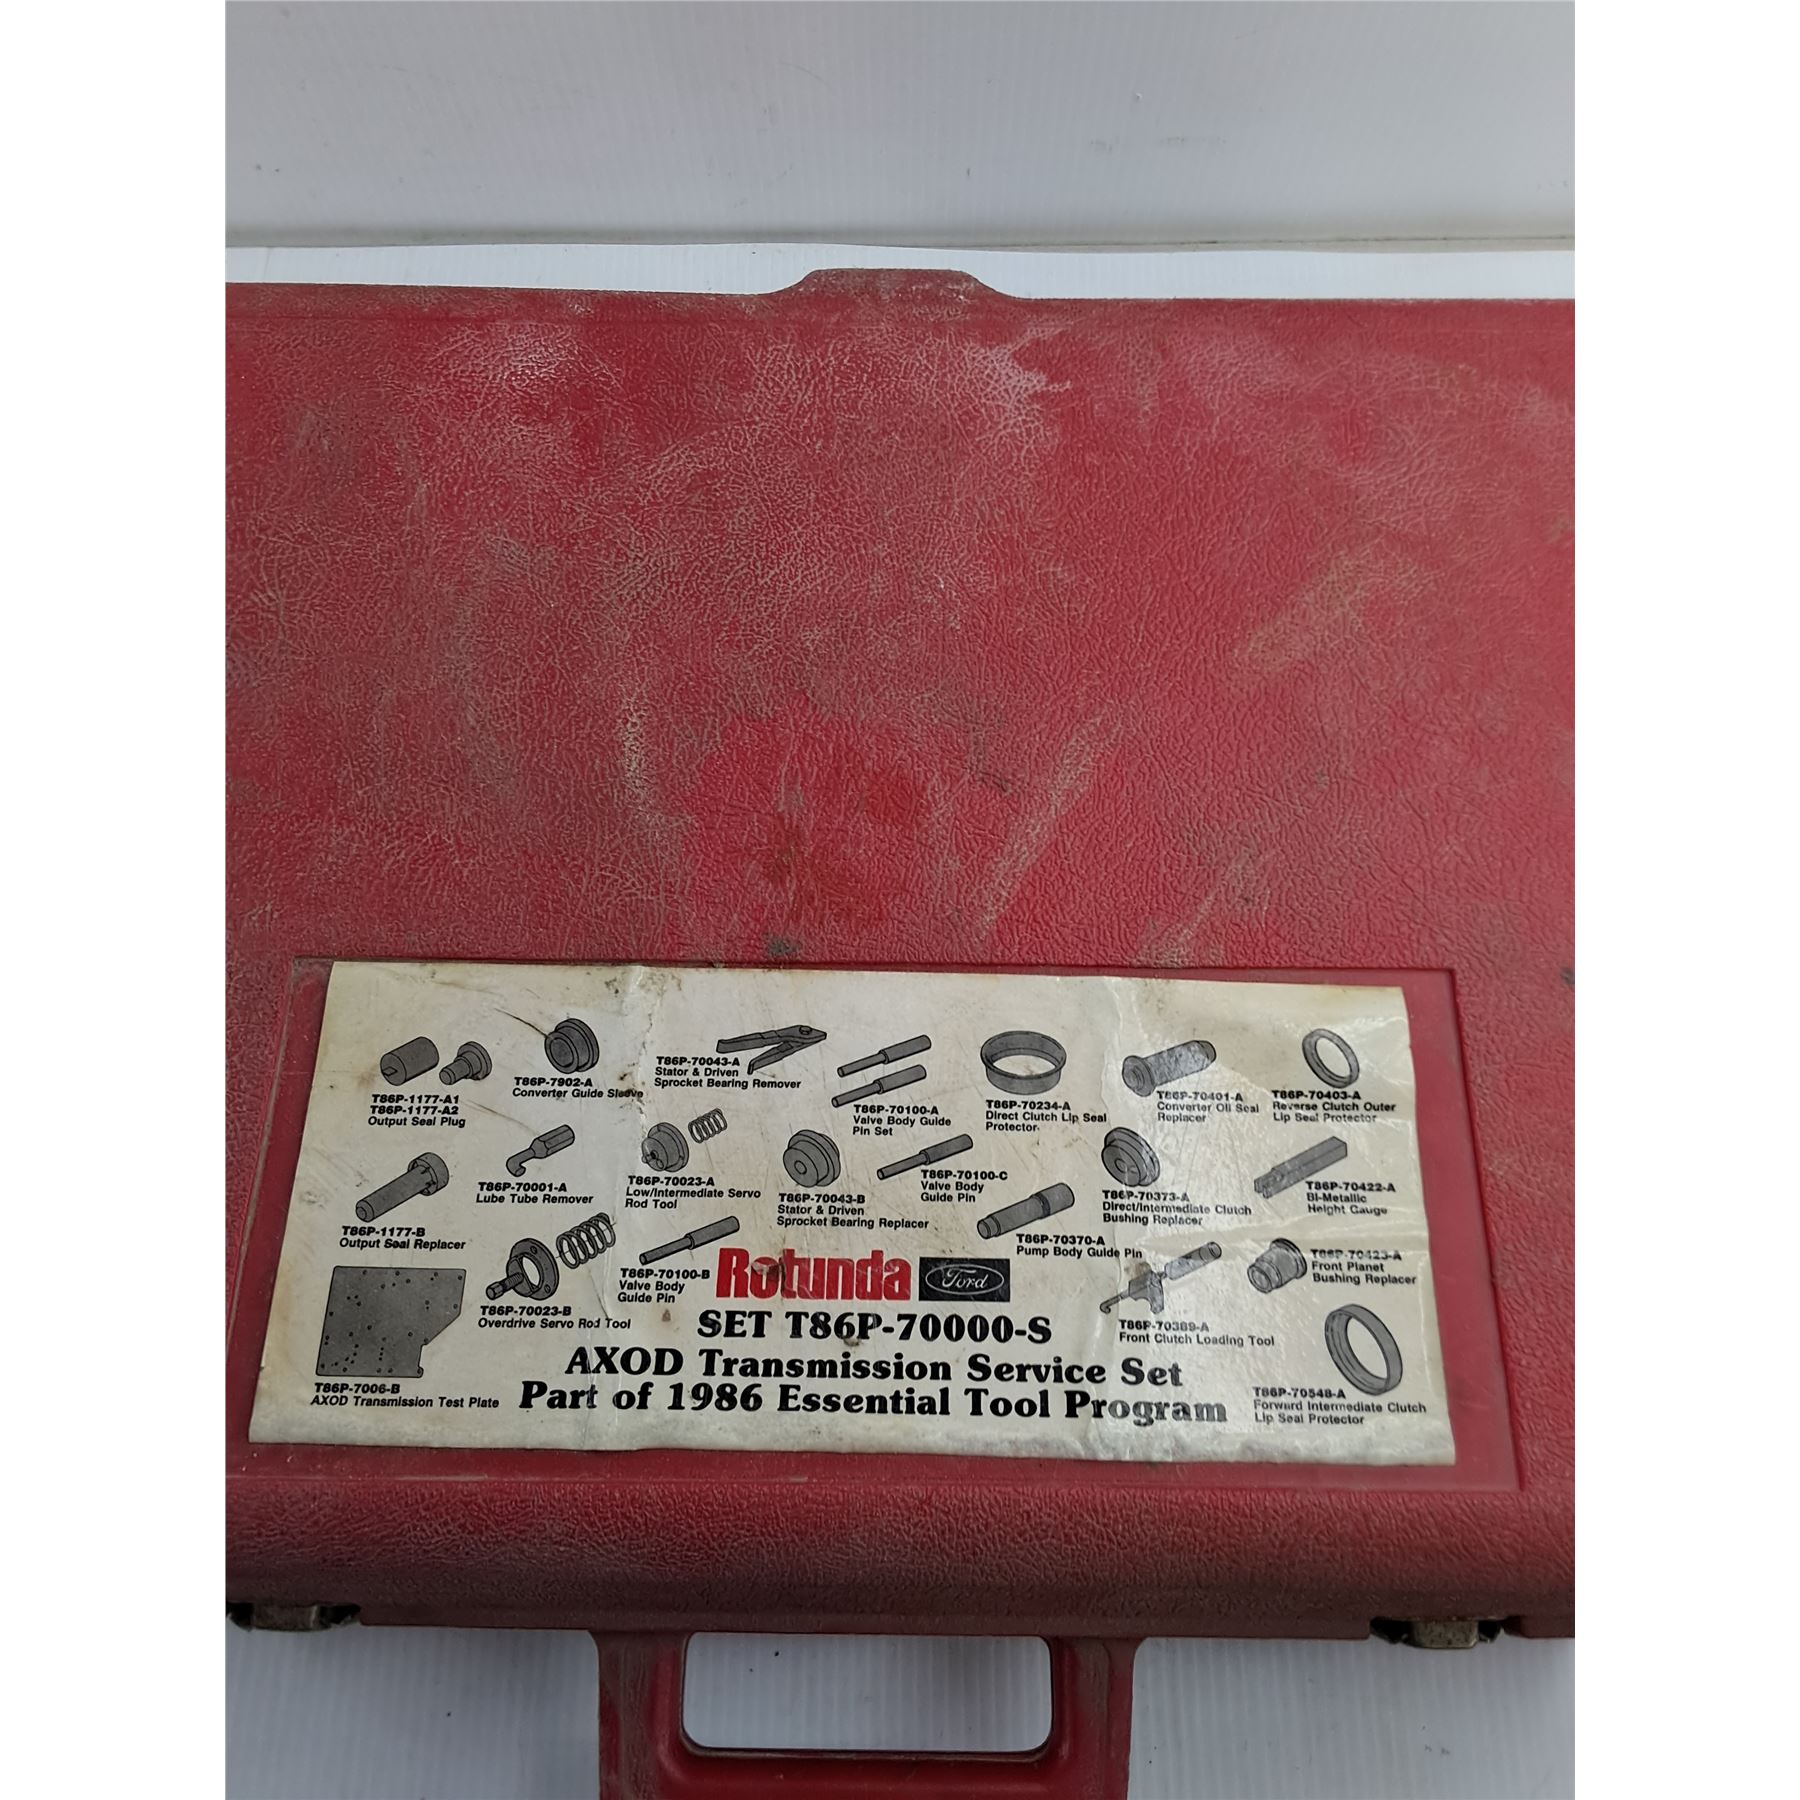 T86P-1177-A1
T86P-1177-A2
Output Seal Plug
T86P-7902-A
Converter Guide Sleeve
T86P-70043-A
Stator & Driven
Sprocket Bearing Remover
T86P-70100-A
Valve Body Guide
Pin Set
T86P-70234-A
Direct Clutch Lip Seal
Protector
T86P-70401-A
Converter Oil Seal
Replacer
T86P-70403-A
Reverse Clutch Outer
Lip Seal Protector
T86P-1177-B
Output Seal Replacer
T86P-70001-A
Lube Tube Remover
T86P-70023-A
Low/Intermediate Servo
Rod Tool
T86P-70043-B
Stator & Driven
Sprocket Bearing Replacer
T86P-70100-C
Valve Body
Guide Pin
T86P-70373-A
Direct/Intermediate Clutch
Bushing Replacer
T86P-70422-A
Bi-Metallic
Height Gauge
T86P-7006-B
AXOD Transmission Test Plate
T86P-70023-B
Overdrive Servo Rod Tool
T86P-70100-B
Valve Body
Guide Pin
T86P-70370-A
Pump Body Guide Pin
T86P-70389-A
Front Clutch Loading Tool
T86P-70423-A
Front Planet
Bushing Replacer
T86P-70548-A
Forward Intermediate Clutch
Lip Seal Protector
Rotunda Ford
SET T86P-70000-S
AXOD Transmission Service Set
Part of 1986 Essential Tool Program